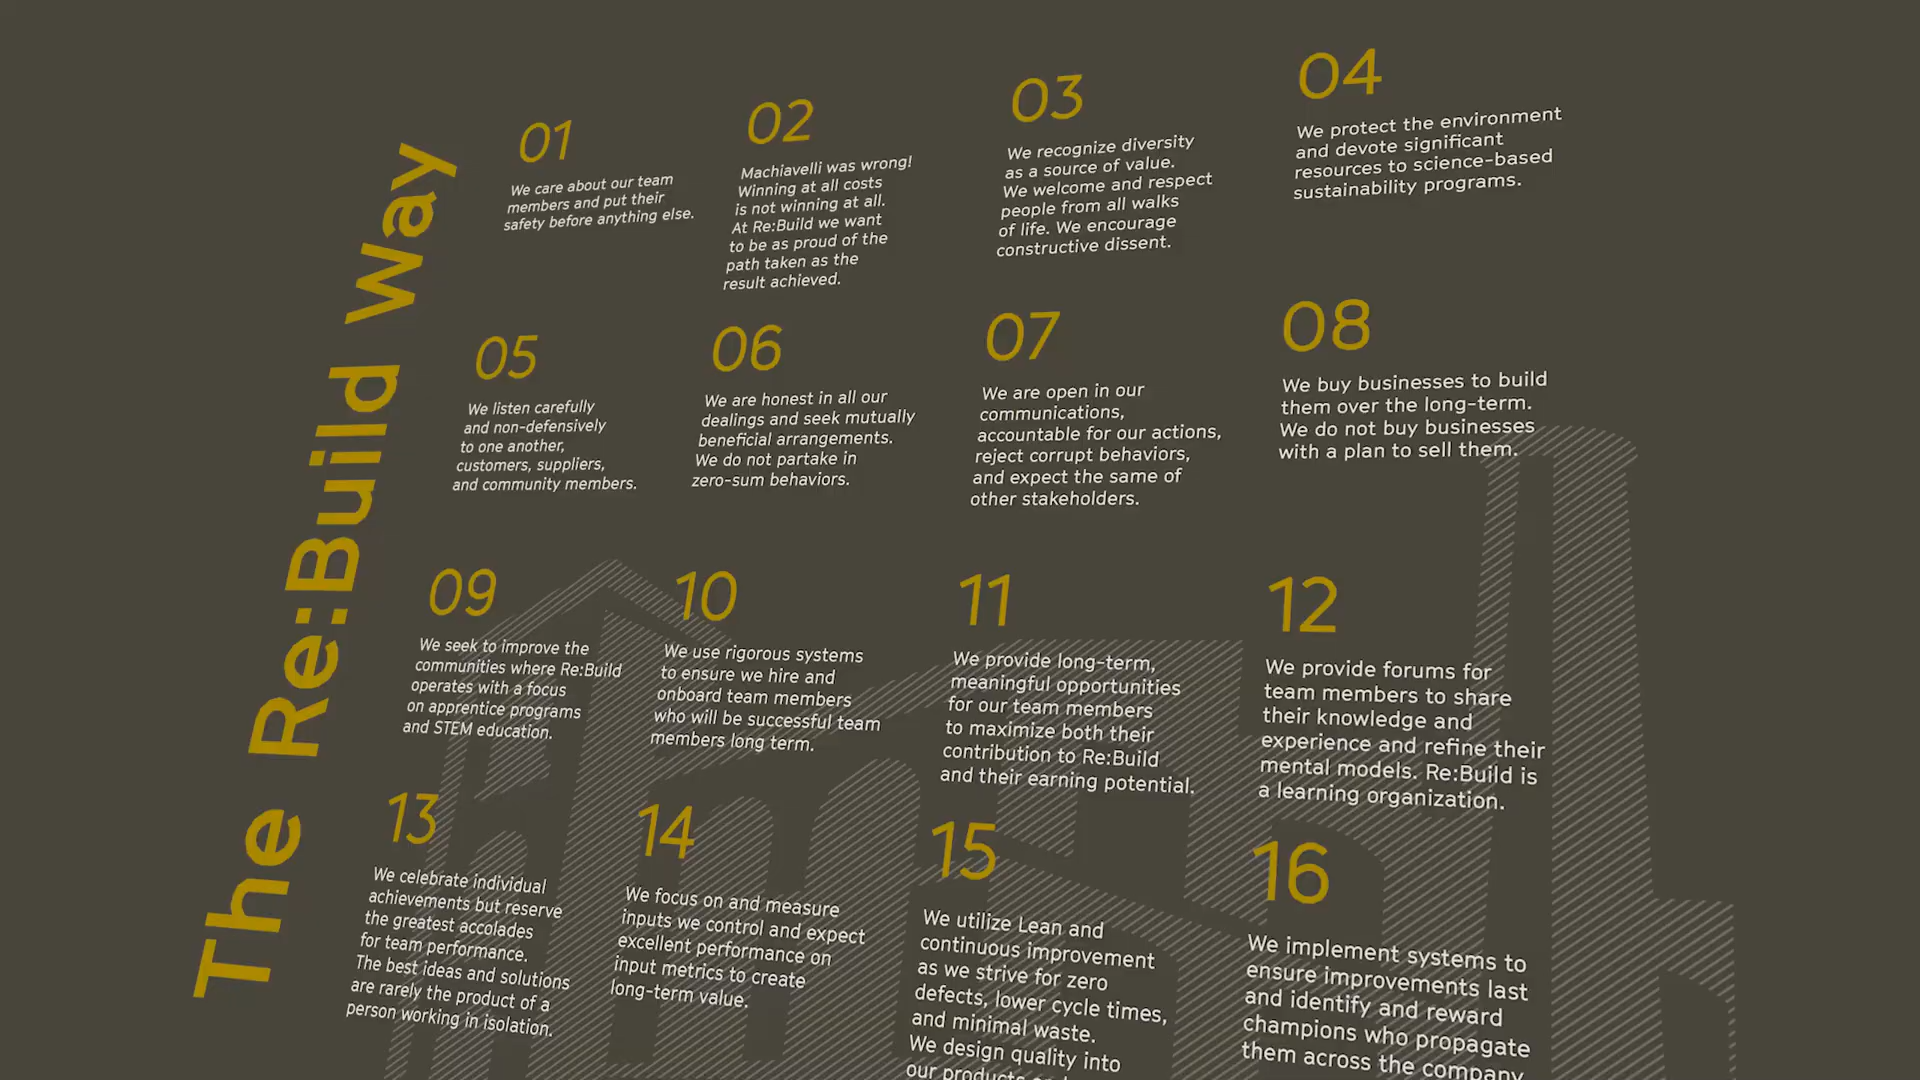 The Re:Build Way
01
We care about our team
members and put their
safety before anything else.
02
Machiavelli was wrong!
Winning at all costs
is not winning at all.
At Re:Build we want
to be as proud of the
path taken as the
result achieved.
03
We recognize diversity
as a source of value.
We welcome and respect
people from all walks
of life. We encourage
constructive dissent.
04
We protect the environment
and devote significant
resources to science-based
sustainability programs.
05
We listen carefully
and non-defensively
to one another,
customers, suppliers,
and community members.
06
We are honest in all our
dealings and seek mutually
beneficial arrangements.
We do not partake in
zero-sum behaviors.
07
We are open in our
communications,
accountable for our actions,
reject corrupt behaviors,
and expect the same of
other stakeholders.
08
We buy businesses to build
them over the long-term.
We do not buy businesses
with a plan to sell them.
09
We seek to improve the
communities where Re:Build
operates with a focus
on apprentice programs
and STEM education.
10
We use rigorous systems
to ensure we hire and
onboard team members
who will be successful team
members long term.
11
We provide long-term,
meaningful opportunities
for our team members
to maximize both their
contribution to Re:Build
and their earning potential.
12
We provide forums for
team members to share
their knowledge and
experience and refine their
mental models. Re:Build is
a learning organization.
13
We celebrate individual
achievements but reserve
the greatest accolades
for team performance.
The best ideas and solutions
are rarely the product of a
person working in isolation.
14
We focus on and measure
inputs we control and expect
excellent performance on
input metrics to create
long-term value.
15
We utilize Lean and
continuous improvement
as we strive for zero
defects, lower cycle times,
and minimal waste.
We design quality into
our products
16
We implement systems to
ensure improvements last
and identify and reward
champions who propagate
them across the company